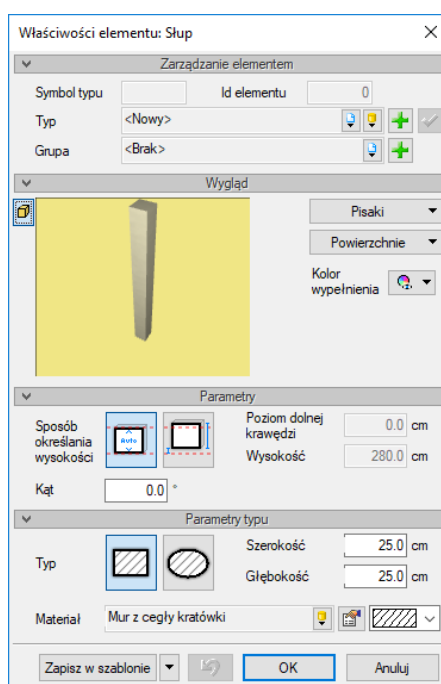 Właściwości elementu: Słup
Zarządzanie elementem
Symbol typu Id elementu 0
Typ <Nowy>
Grupa <Brak>
Wygląd
Pisaki
Powierzchnie
Kolor
wypełnienia
Parametry
Sposób
określania
wysokości
Auto
Poziom dolnej
krawędzi 0.0 cm
Wysokość 280.0 cm
Kąt 0.0 °
Parametry typu
Typ
Szerokość 25.0 cm
Głębokość 25.0 cm
Materiał Mur z cegły kratówki
Zapisz w szablonie OK Anuluj